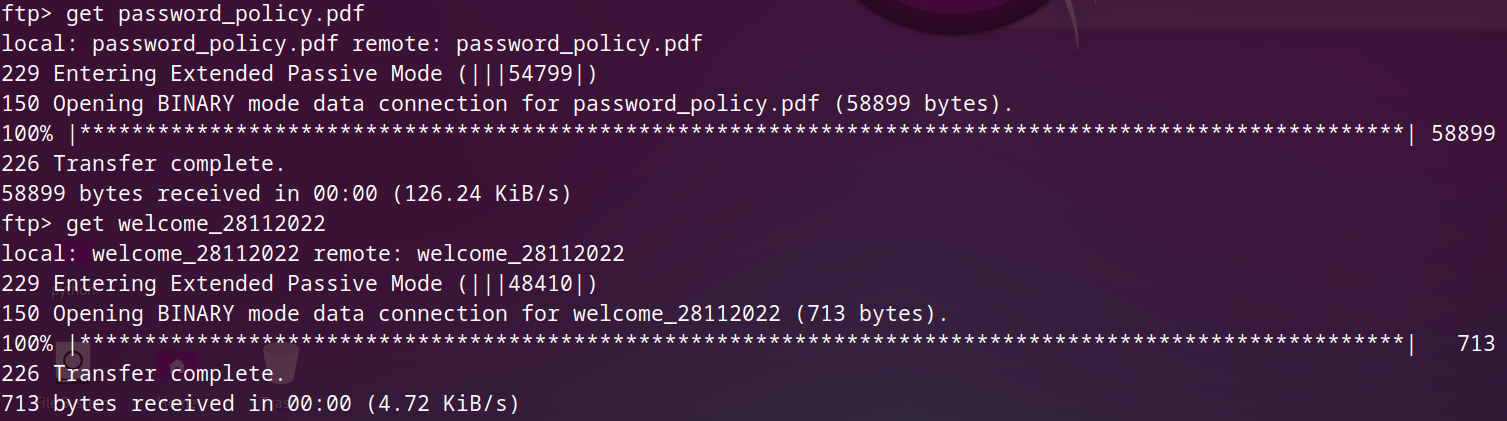 ftp> get password_policy.pdf
local: password_policy.pdf remote: password_policy.pdf
229 Entering Extended Passive Mode (|||54799|)
150 Opening BINARY mode data connection for password_policy.pdf (58899 bytes).
100% |******************************************************************************************************| 58899
226 Transfer complete.
58899 bytes received in 00:00 (126.24 KiB/s)
ftp> get welcome_28112022
local: welcome_28112022 remote: welcome_28112022
229 Entering Extended Passive Mode (|||48410|)
150 Opening BINARY mode data connection for welcome_28112022 (713 bytes).
100% |******************************************************************************************************|   713
226 Transfer complete.
713 bytes received in 00:00 (4.72 KiB/s)
python